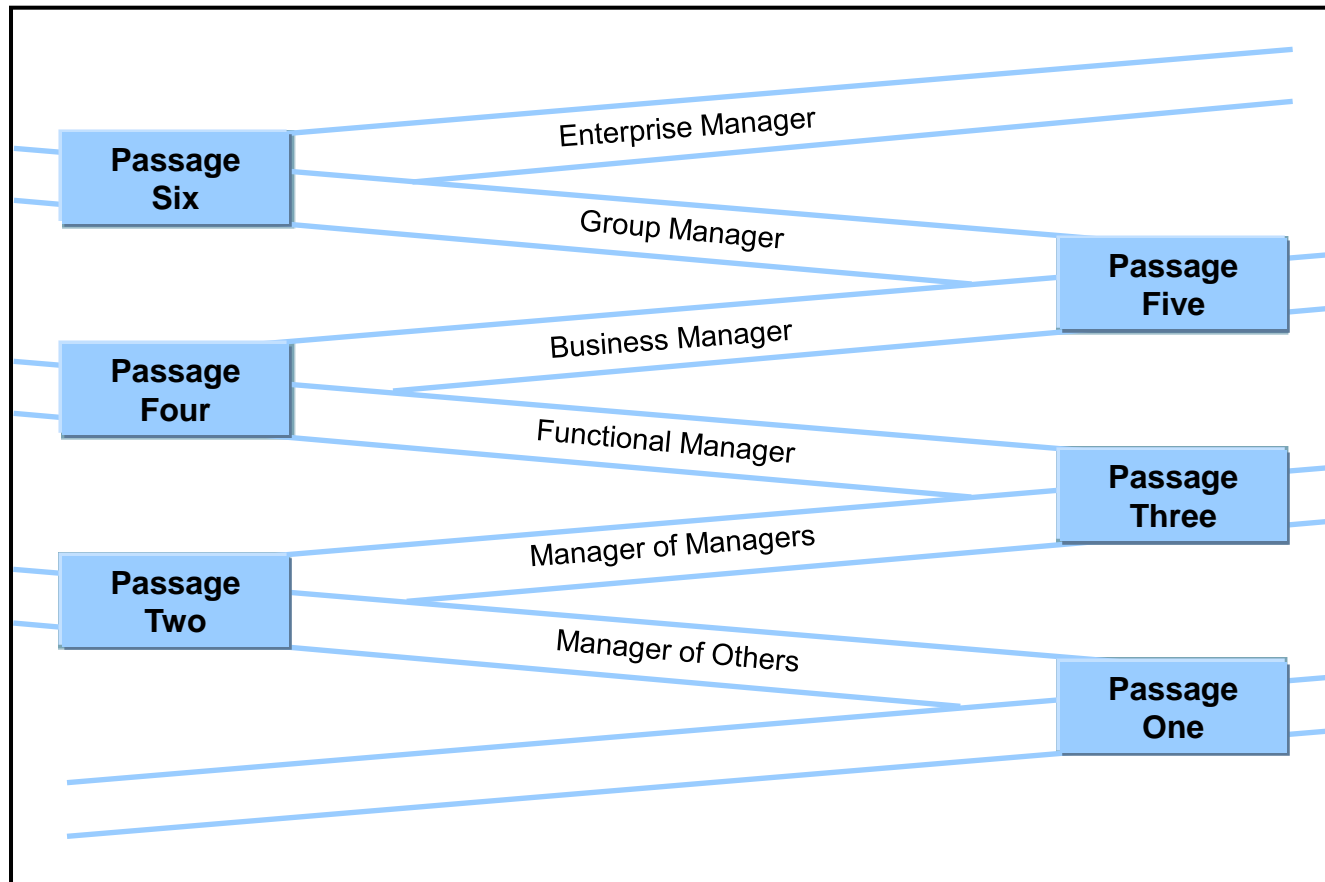 Enterprise Manager
Passage
Six
Group Manager
Passage
Five
Business Manager
Passage
Four
Functional Manager
Passage
Three
Manager of Managers
Passage
Two
Manager of Others
Passage
One